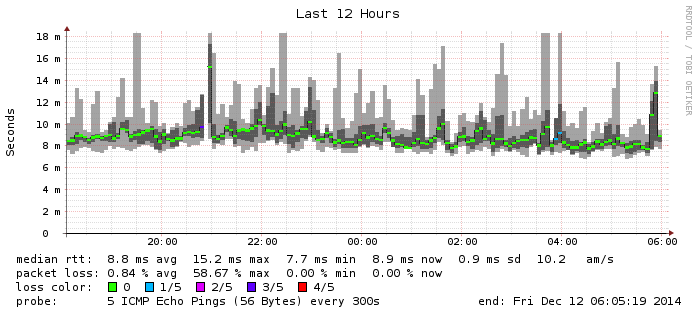 Last 12 Hours
RRDTOOL / TOBI OETIKER
Seconds
18 m
16 m
14 m
12 m
10 m
8 m
6 m
4 m
2 m
0
20:00 22:00 00:00 02:00 04:00 06:00
median rtt: 8.8 ms avg 15.2 ms max 7.7 ms min 8.9 ms now 0.9 ms sd 10.2 am/s
packet loss: 0.84 % avg 58.67 % max 0.00 % min 0.00 % now
loss color: 0 1/5 2/5 3/5 4/5
probe: 5 ICMP Echo Pings (56 Bytes) every 300s end: Fri Dec 12 06:05:19 2014